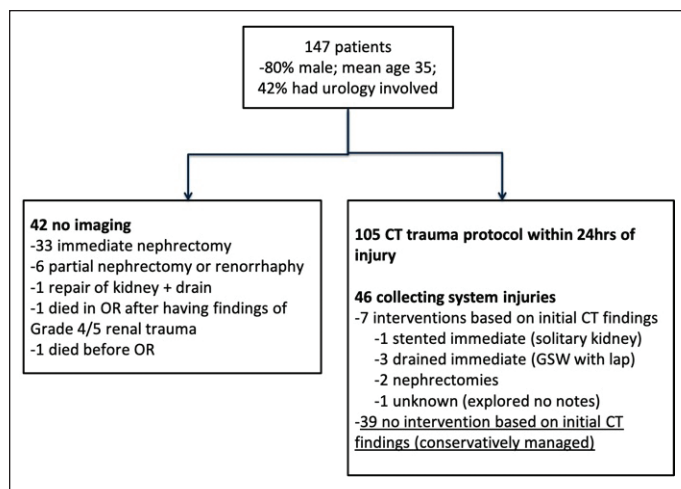 147 patients
-80% male; mean age 35;
42% had urology involved
42 no imaging
-33 immediate nephrectomy
-6 partial nephrectomy or renorrhaphy
-1 repair of kidney + drain
-1 died in OR after having findings of
Grade 4/5 renal trauma
-1 died before OR
105 CT trauma protocol within 24hrs of
injury
46 collecting system injuries
-7 interventions based on initial CT findings
-1 stented immediate (solitary kidney)
-3 drained immediate (GSW with lap)
-2 nephrectomies
-1 unknown (explored no notes)
-39 no intervention based on initial CT
findings (conservatively managed)